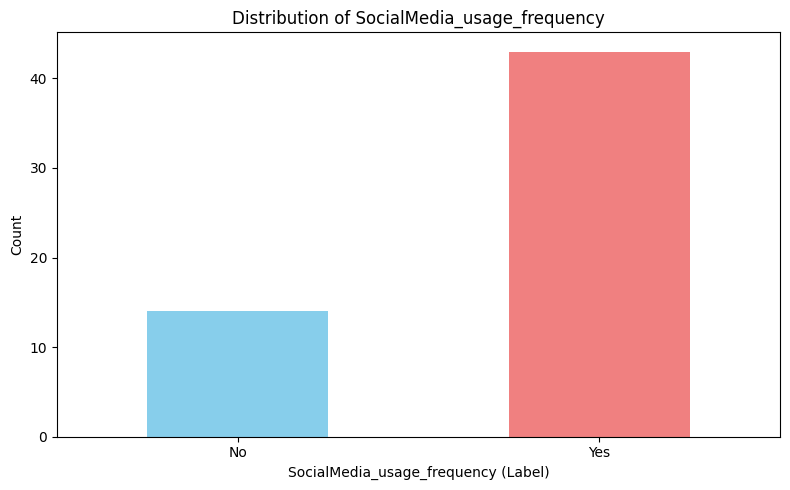 Distribution of SocialMedia_usage_frequency
Count
40
30
20
10
0
No
Yes
SocialMedia_usage_frequency (Label)